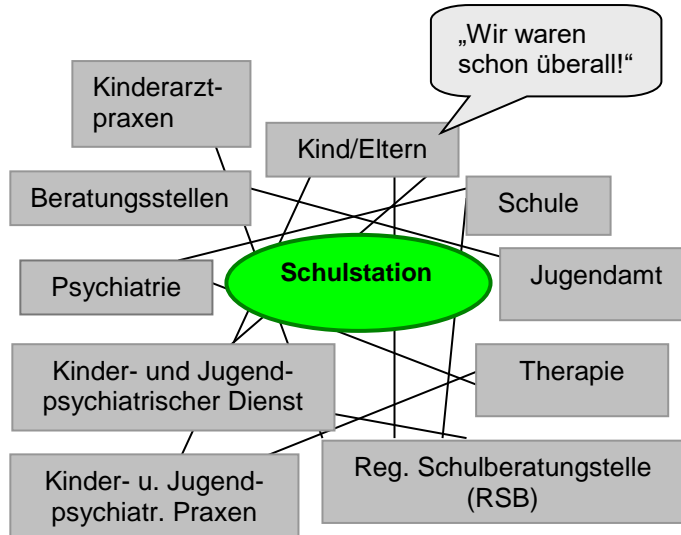 „Wir waren
schon überall!“
Kinderarzt-
praxen
Kind/Eltern
Beratungsstellen
Schule
Schulstation
Jugendamt
Psychiatrie
Kinder- und Jugend-
psychiatrischer Dienst
Therapie
Kinder- u. Jugend-
psychiatr. Praxen
Reg. Schulberatungstelle
(RSB)